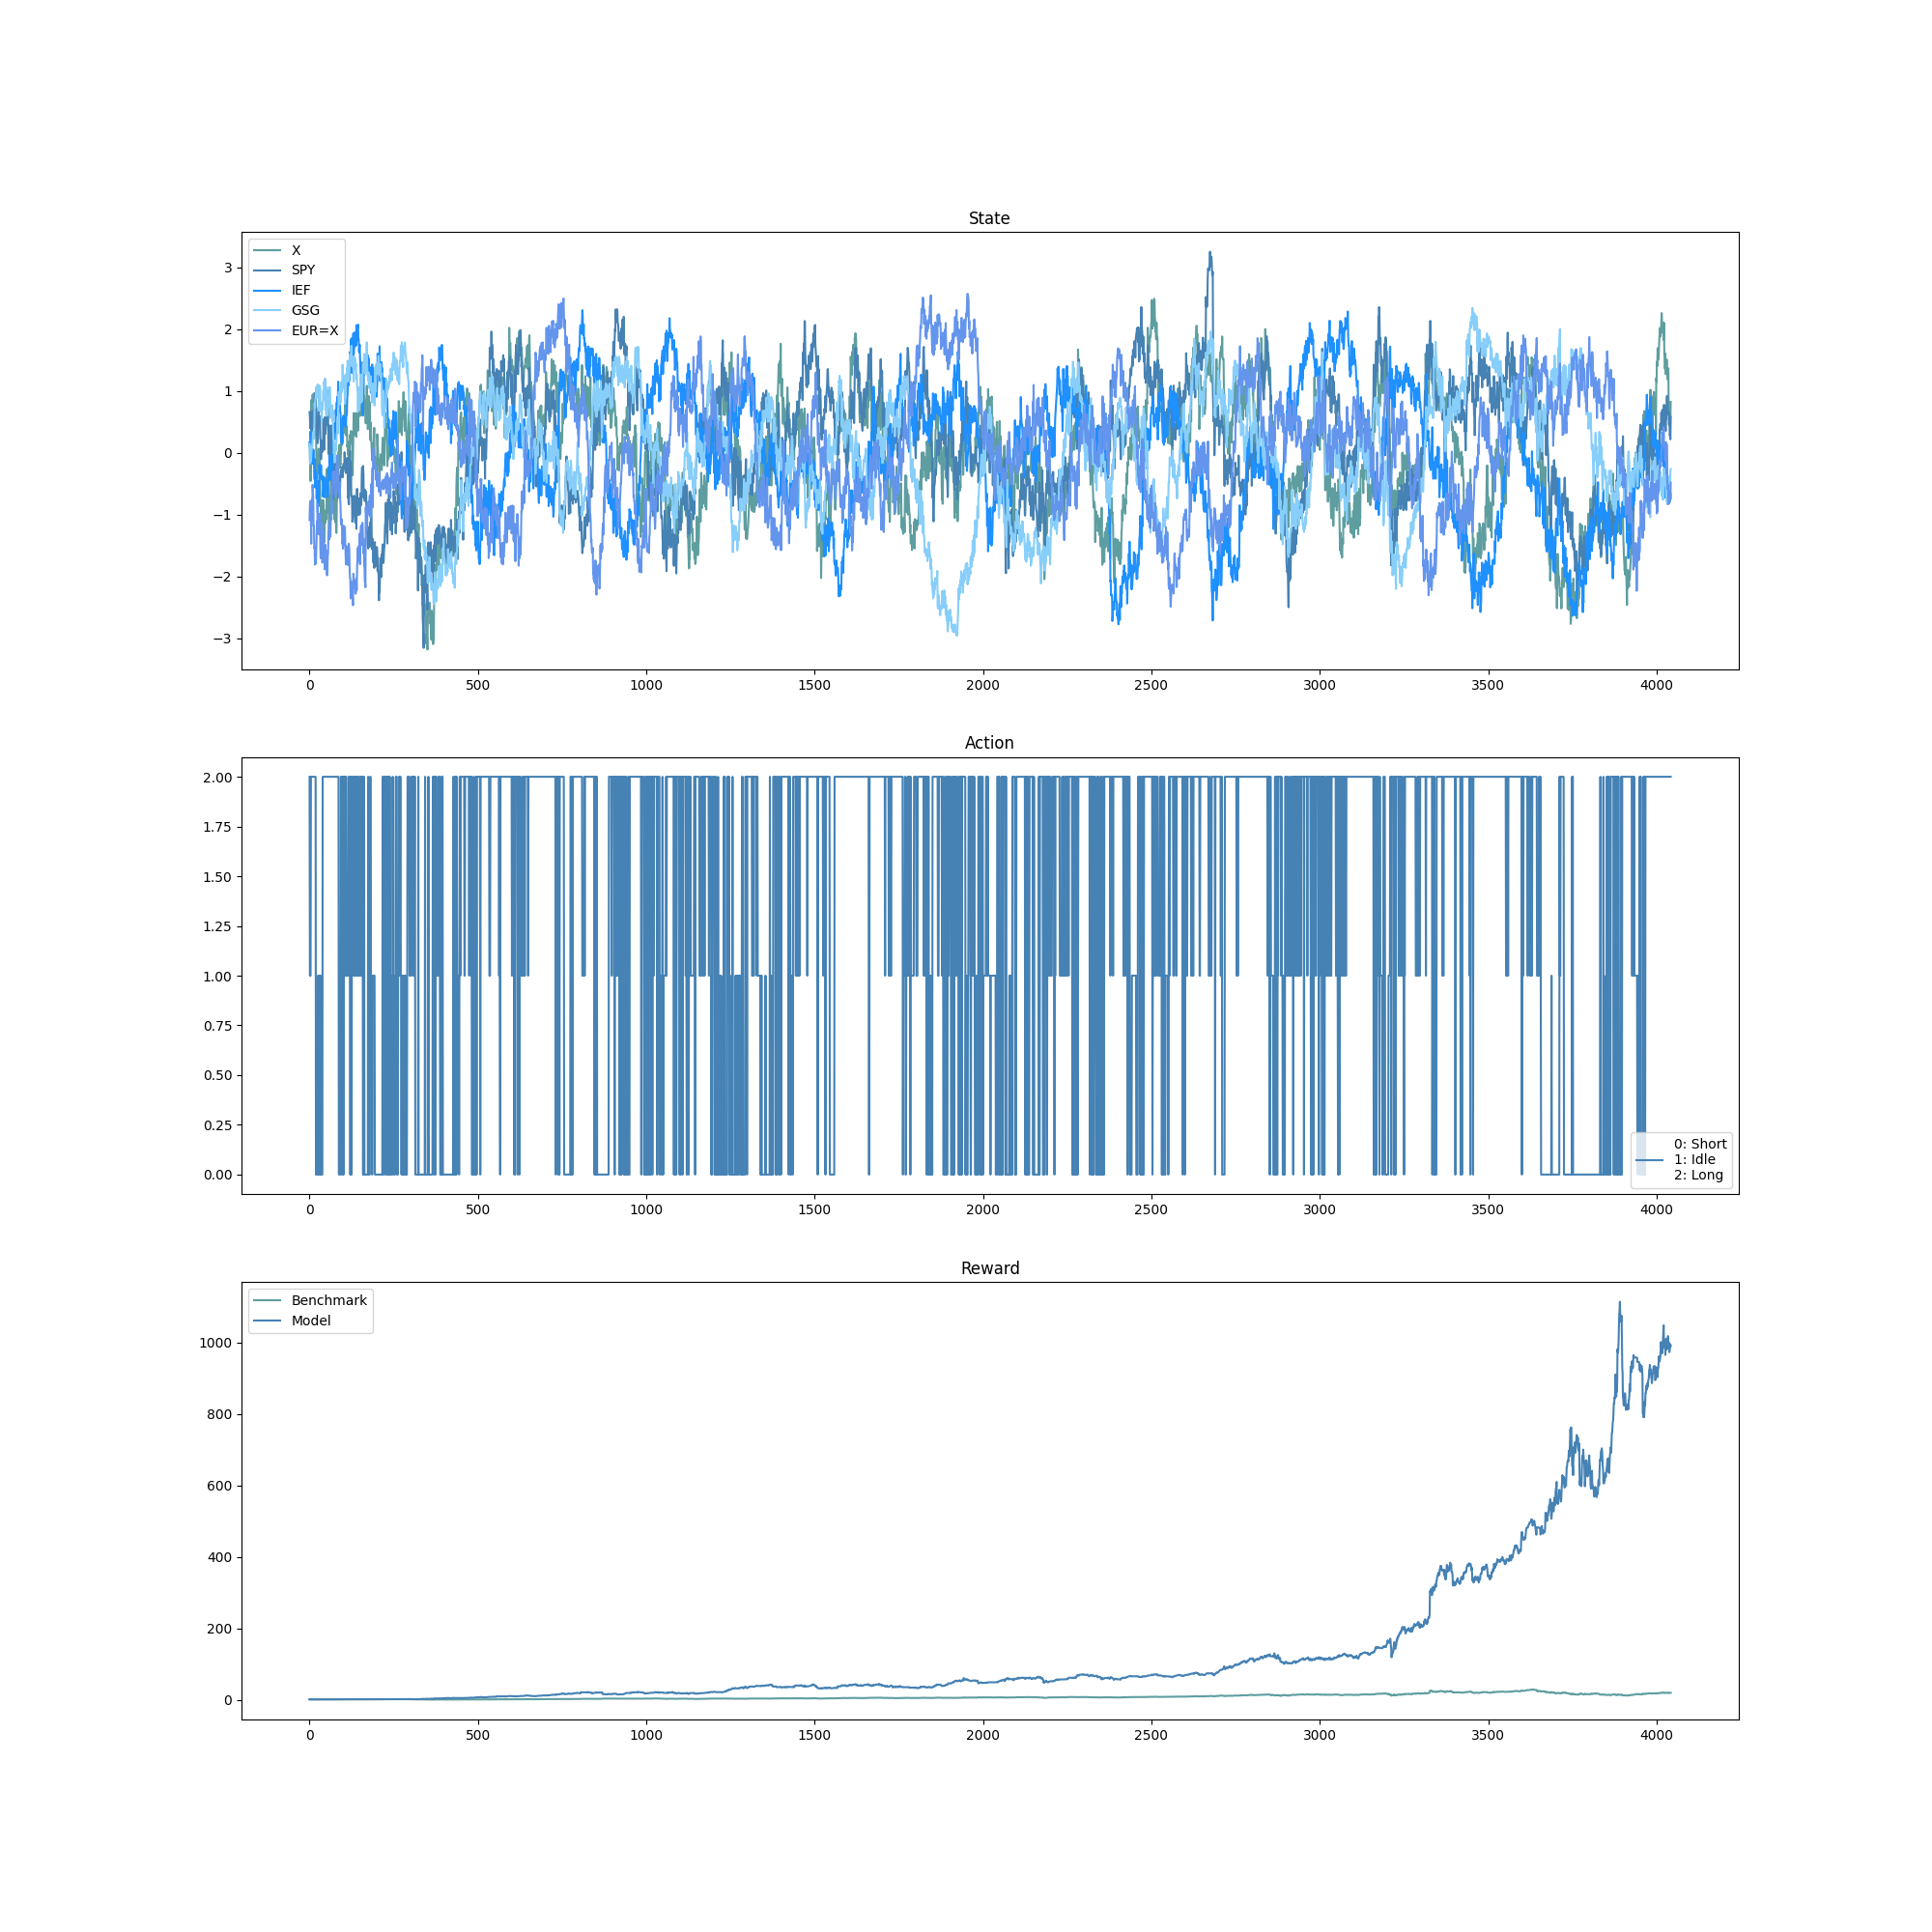 State
X
SPY
IEF
GSG
EUR=X
3
2
1
0
−1
−2
−3
0 500 1000 1500 2000 2500 3000 3500 4000
Action
2.00
1.75
1.50
1.25
1.00
0.75
0.50
0.25
0.00
0: Short
1: Idle
2: Long
0 500 1000 1500 2000 2500 3000 3500 4000
Reward
Benchmark
Model
1000
800
600
400
200
0
0 500 1000 1500 2000 2500 3000 3500 4000